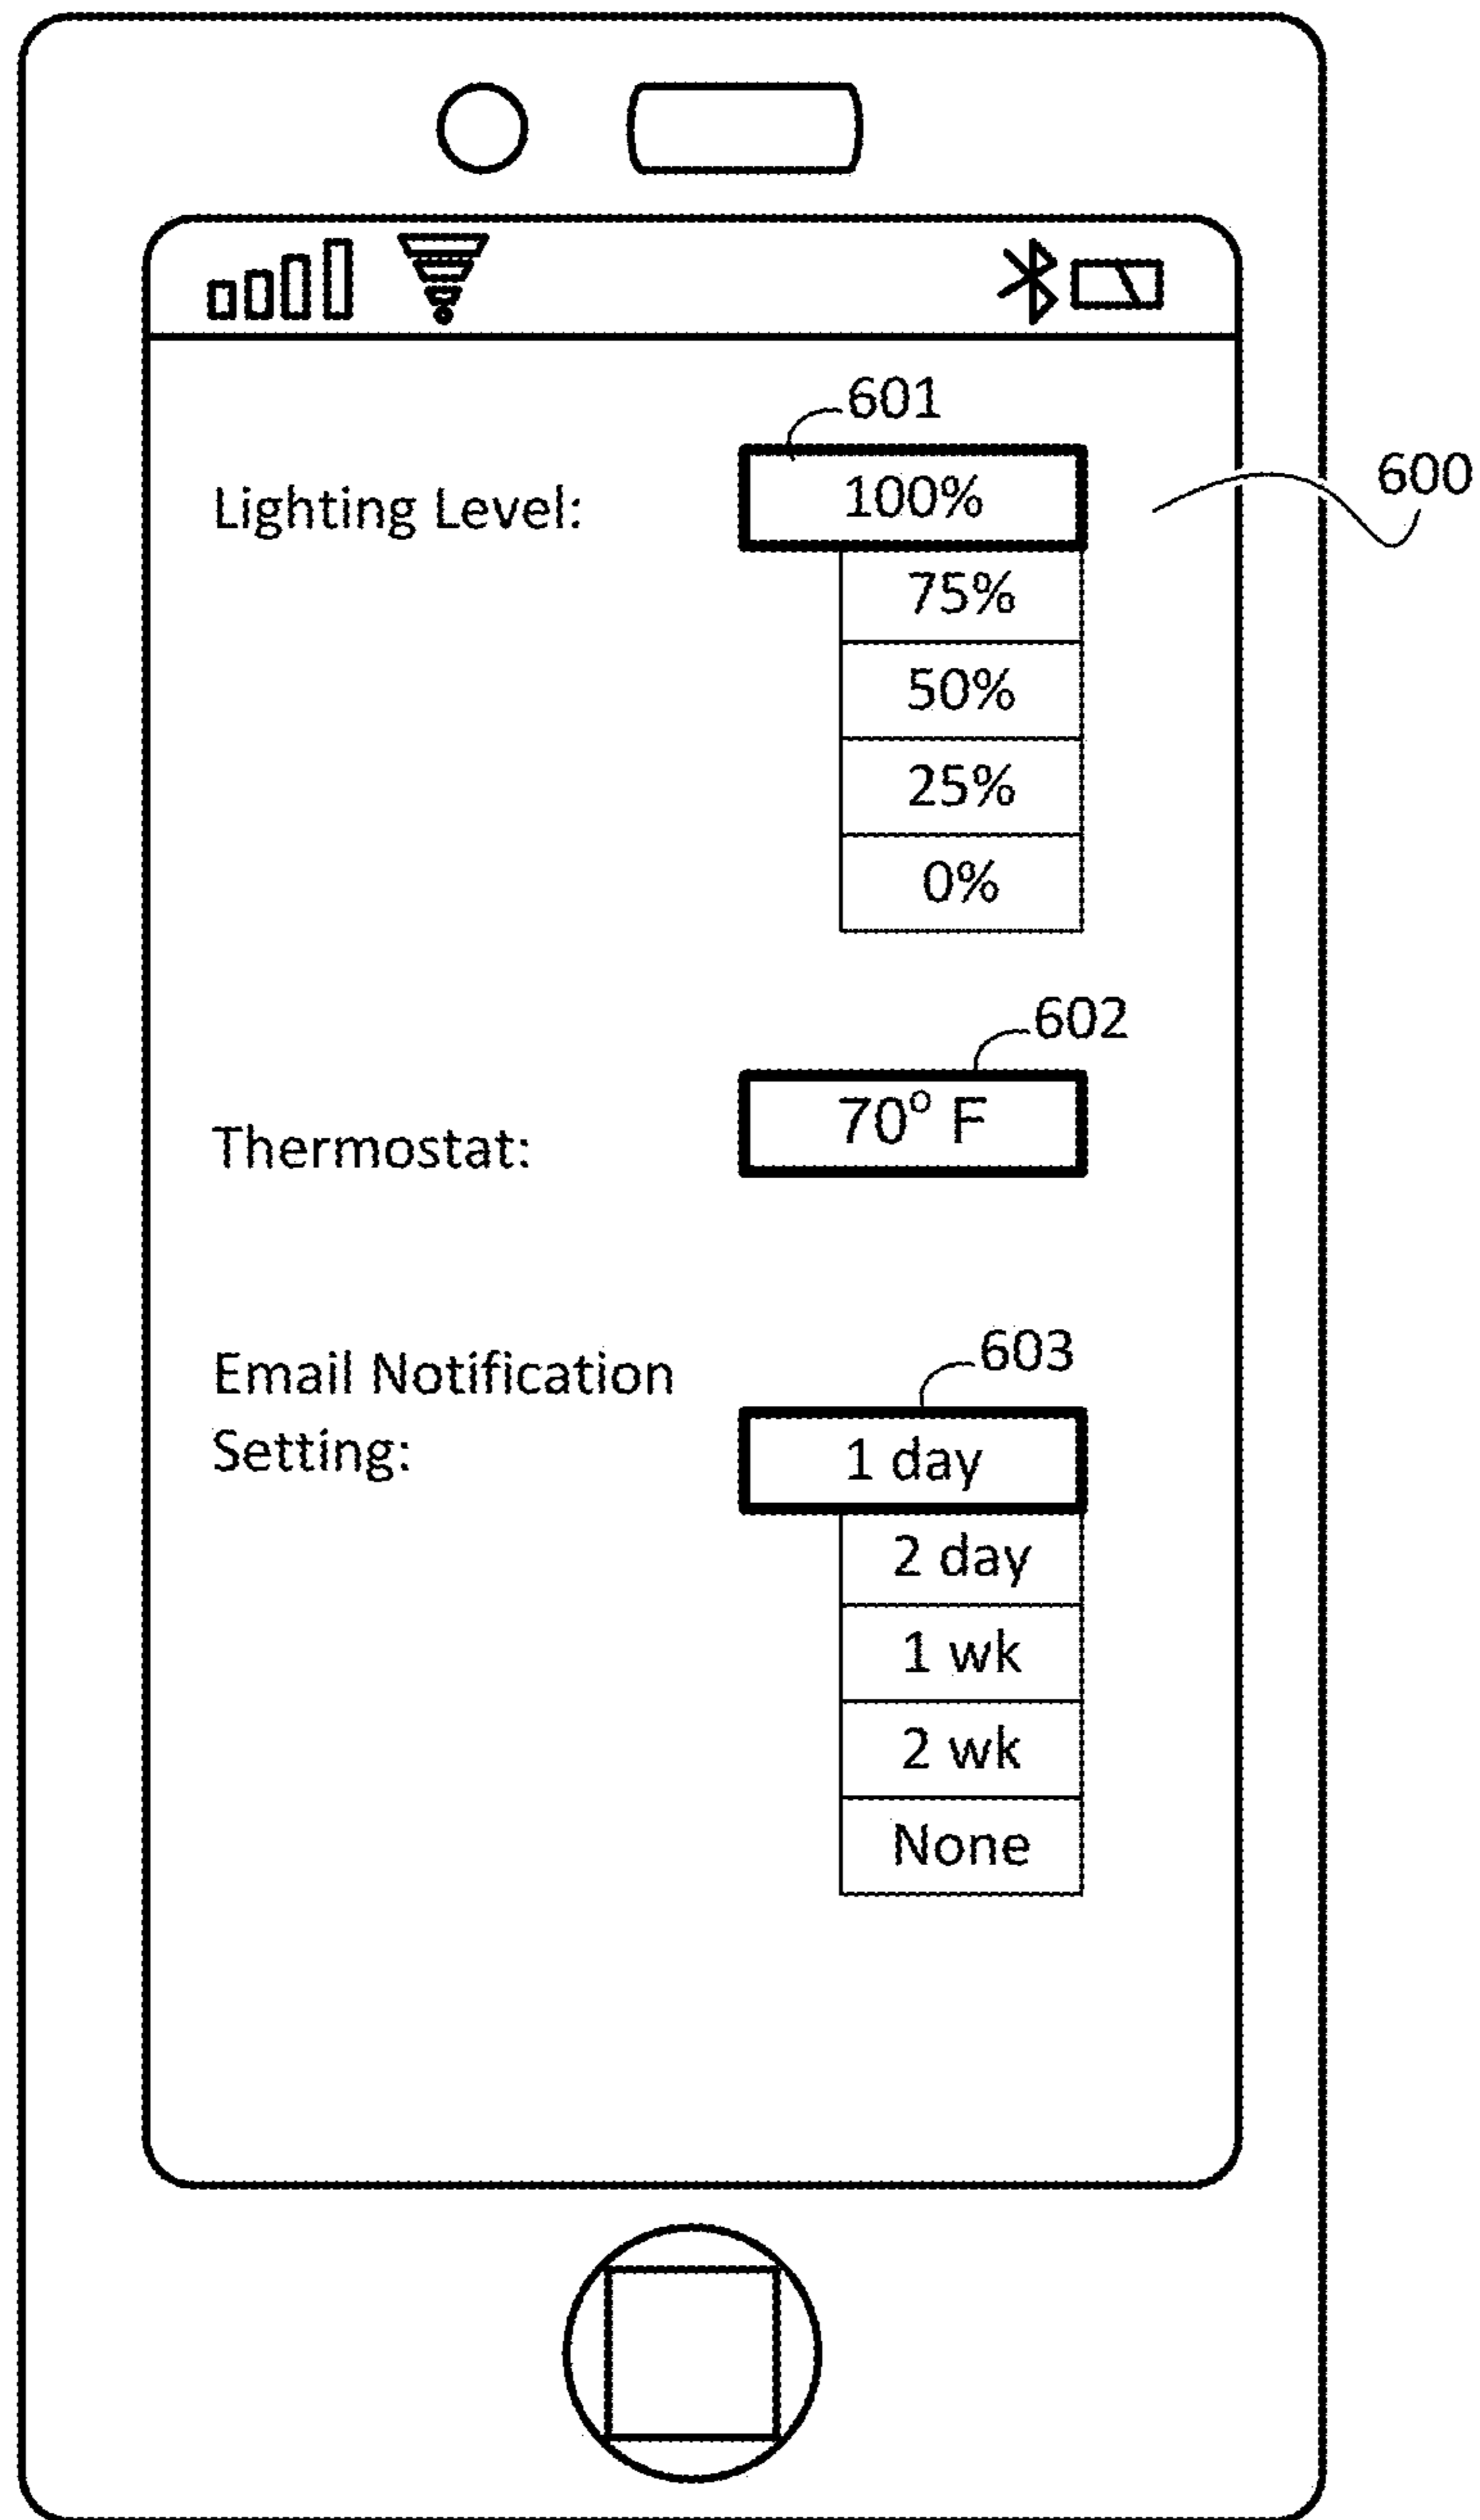 601
600
Lighting Level:
100%
75%
50%
25%
0%
602
Thermostat:
70° F
603
Email Notification
Setting:
1 day
2 day
1 wk
2 wk
None